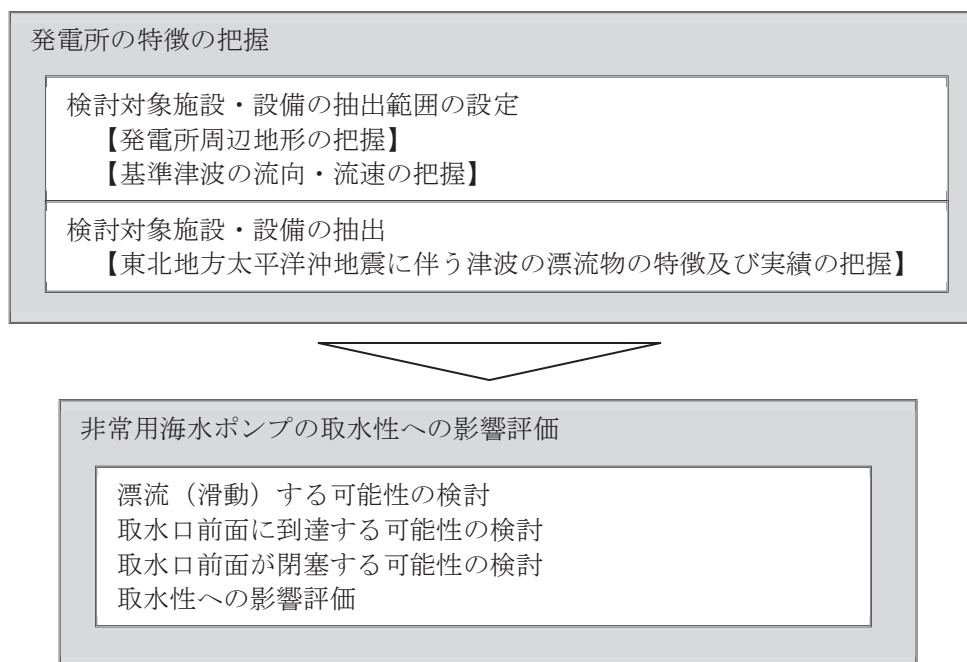 発電所の特徴の把握
検討対象施設・設備の抽出範囲の設定
【発電所周辺地形の把握】
【基準津波の流向・流速の把握】
検討対象施設・設備の抽出
【東北地方太平洋沖地震に伴う津波の漂流物の特徴及び実績の把握】
非常用海水ポンプの取水性への影響評価
漂流（滑動）する可能性の検討
取水口前面に到達する可能性の検討
取水口前面が閉塞する可能性の検討
取水性への影響評価